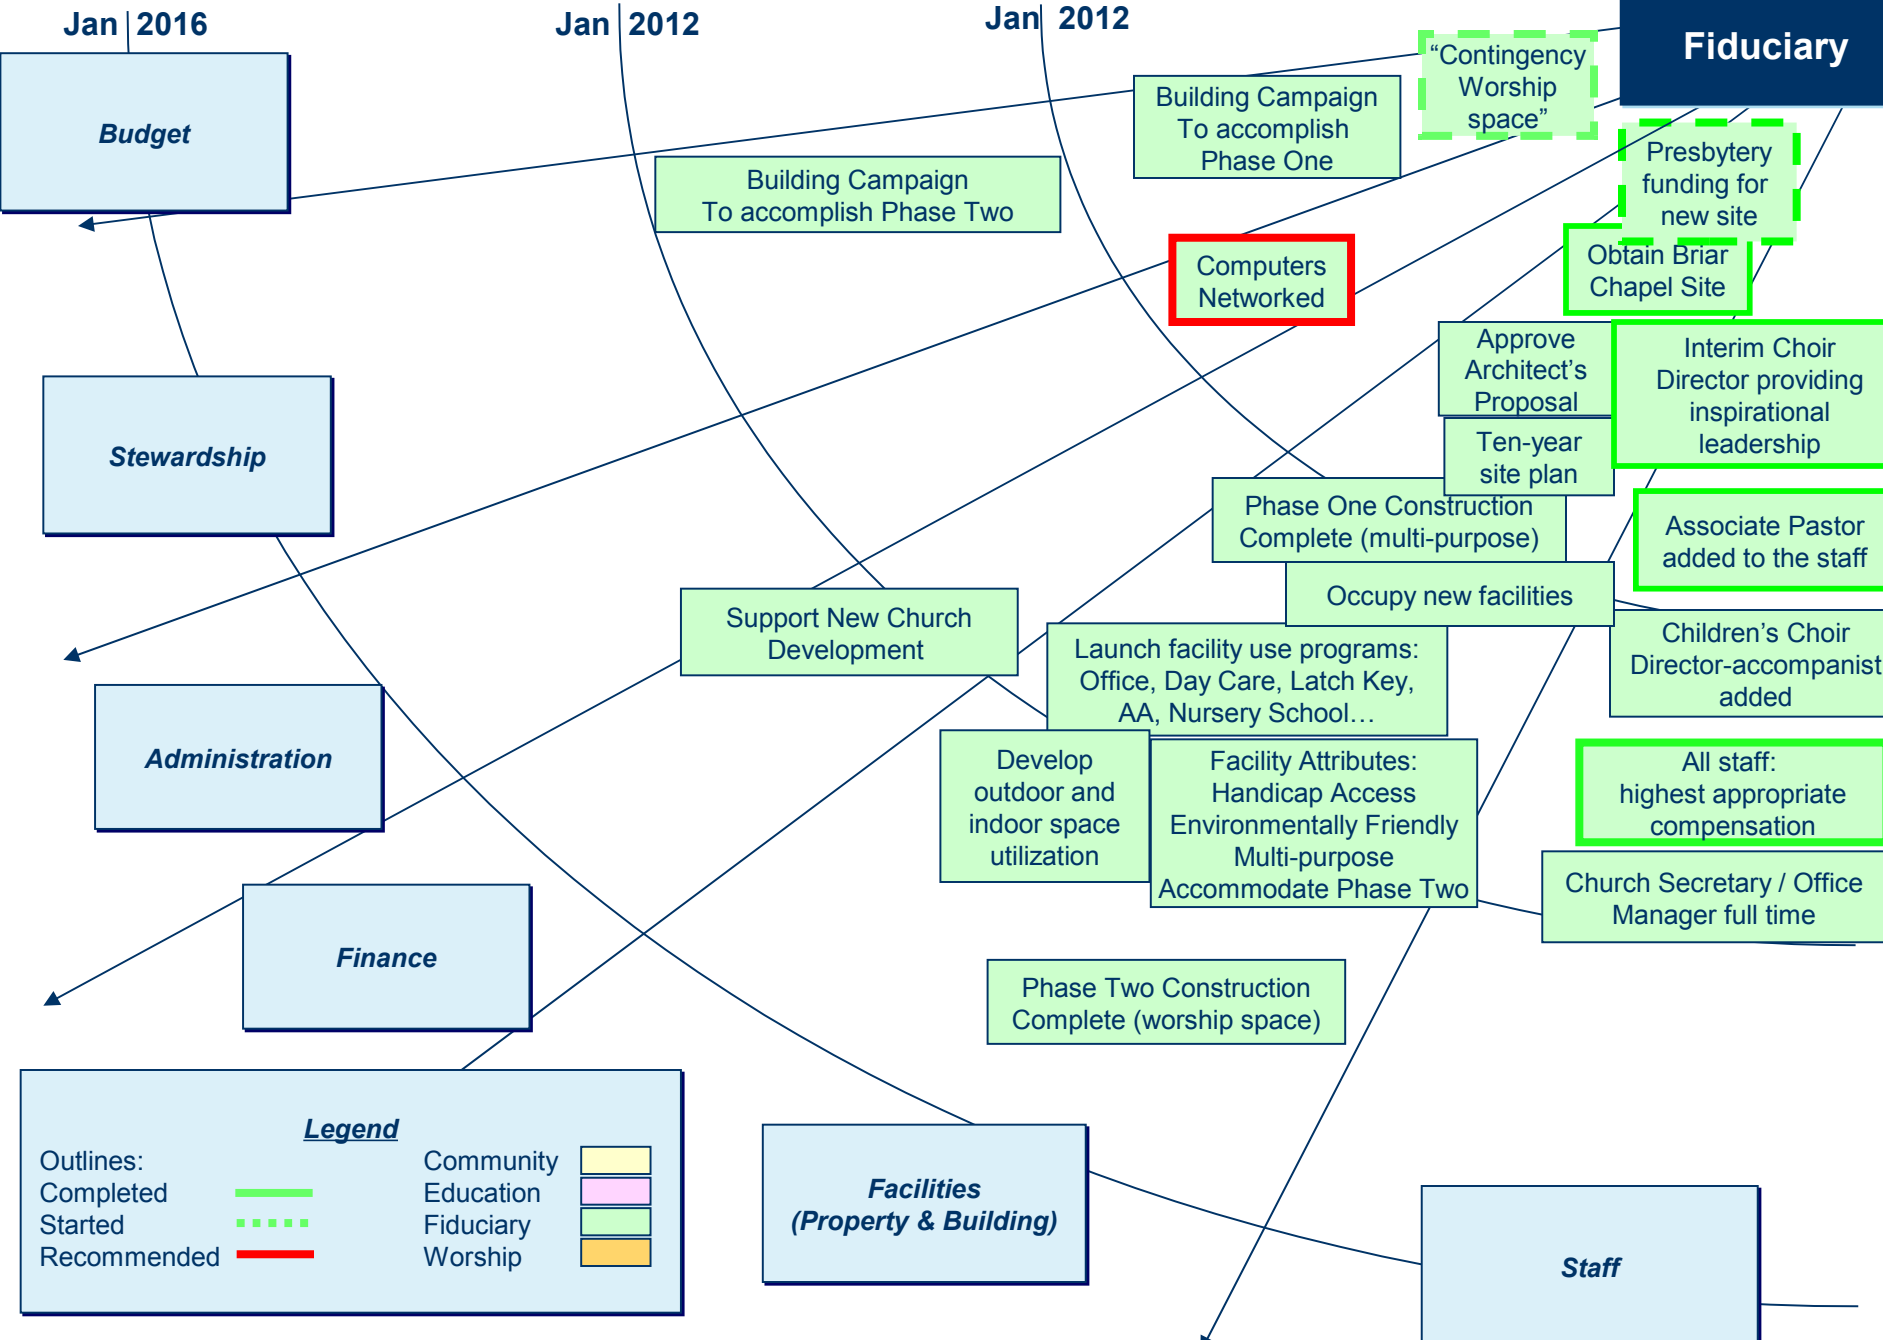 Jan 2016
Jan 2012
Jan 2012
Fiduciary
Budget
Stewardship
Administration
Finance
Facilities
(Property & Building)
Staff
“Contingency
Worship
space”
Building Campaign
To accomplish
Phase One
Building Campaign
To accomplish Phase Two
Presbytery
funding for
new site
Obtain Briar
Chapel Site
Computers
Networked
Approve
Architect’s
Proposal
Interim Choir
Director providing
inspirational
leadership
Ten-year
site plan
Phase One Construction
Complete (multi-purpose)
Associate Pastor
added to the staff
Occupy new facilities
Support New Church
Development
Launch facility use programs:
Office, Day Care, Latch Key,
AA, Nursery School…
Children’s Choir
Director-accompanist
added
Develop
outdoor and
indoor space
utilization
Facility Attributes:
Handicap Access
Environmentally Friendly
Multi-purpose
Accommodate Phase Two
All staff:
highest appropriate
compensation
Church Secretary / Office
Manager full time
Phase Two Construction
Complete (worship space)
Legend
Outlines:
Completed
Started
Recommended
Community
Education
Fiduciary
Worship